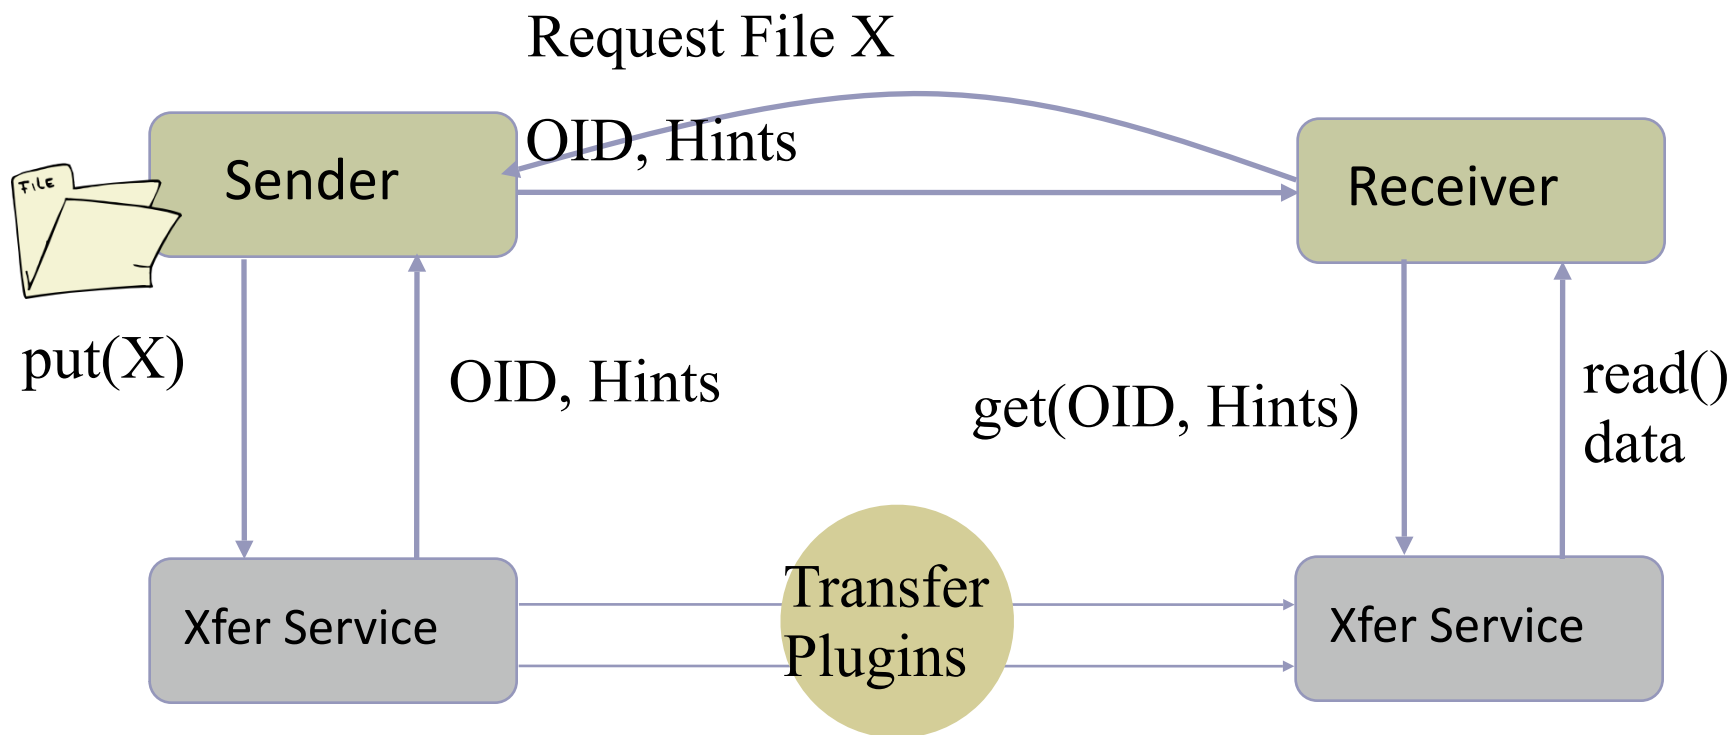 Request File X
OID, Hints
Sender
Receiver
FILE
put(X)
OID, Hints
get(OID, Hints)
read()
data
Transfer
Plugins
Xfer Service
Xfer Service